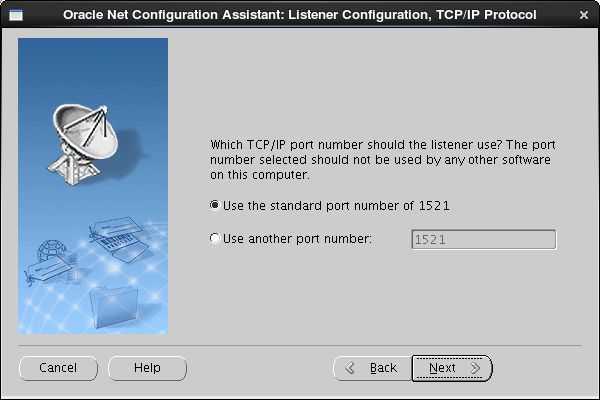 Oracle Net Configuration Assistant: Listener Configuration, TCP/IP Protocol
Which TCP/IP port number should the listener use? The port
number selected should not be used by any other software
on this computer.
Use the standard port number of 1521
Use another port number:
1521
Cancel
Help
Back
Next